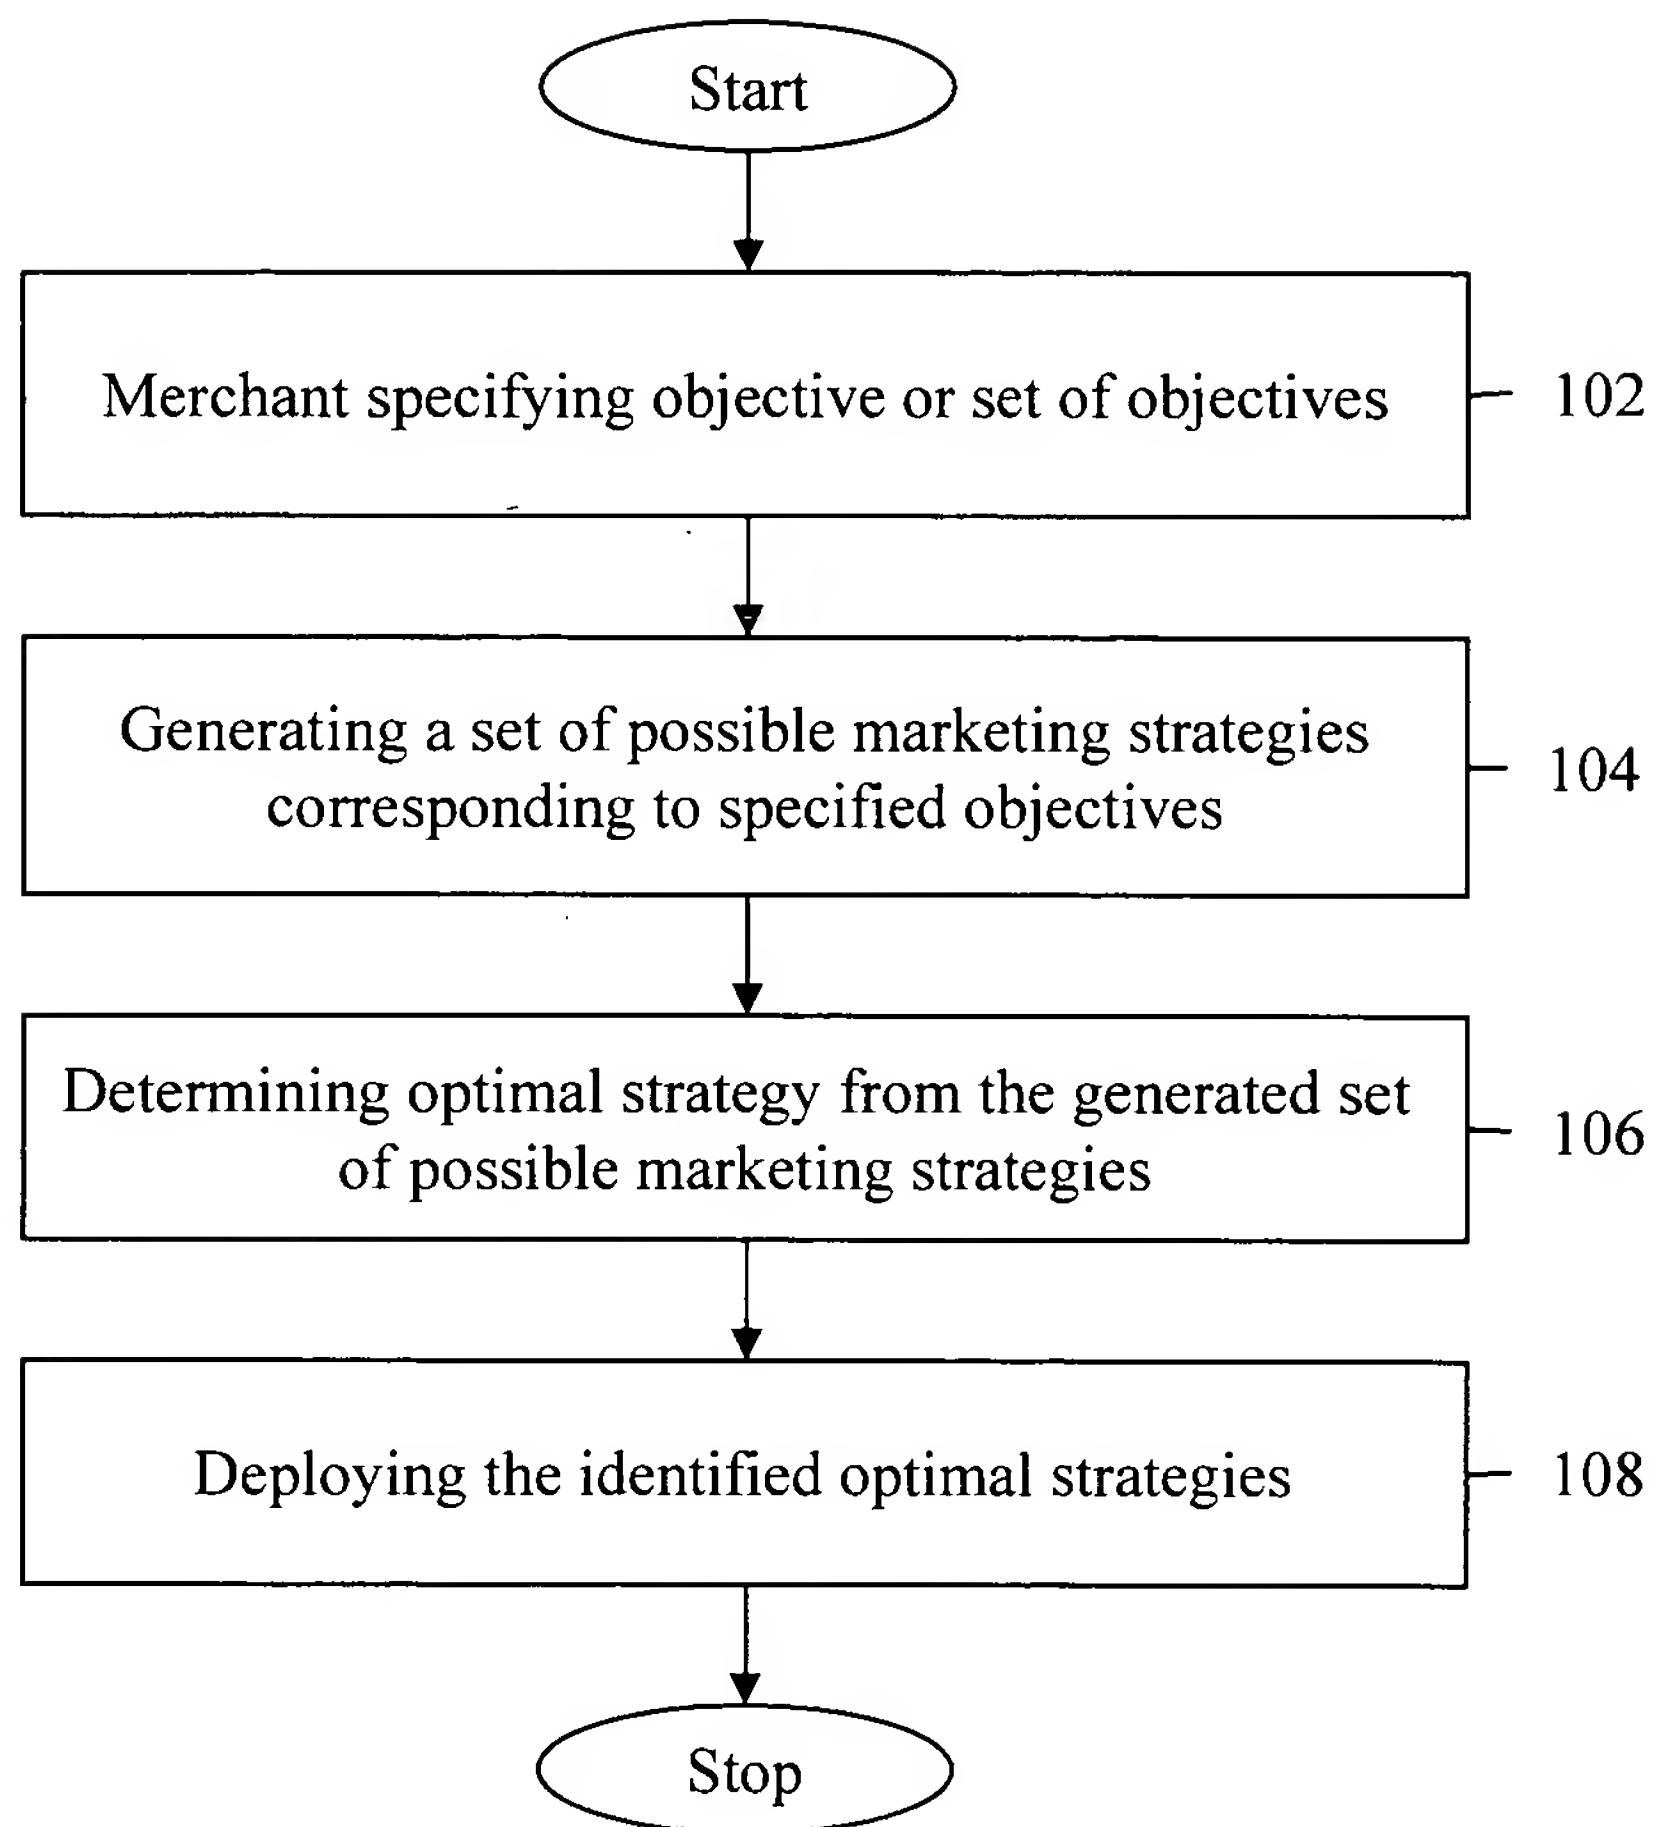 Start
Merchant specifying objective or set of objectives
102
Generating a set of possible marketing strategies
corresponding to specified objectives
104
Determining optimal strategy from the generated set
of possible marketing strategies
106
Deploying the identified optimal strategies
108
Stop